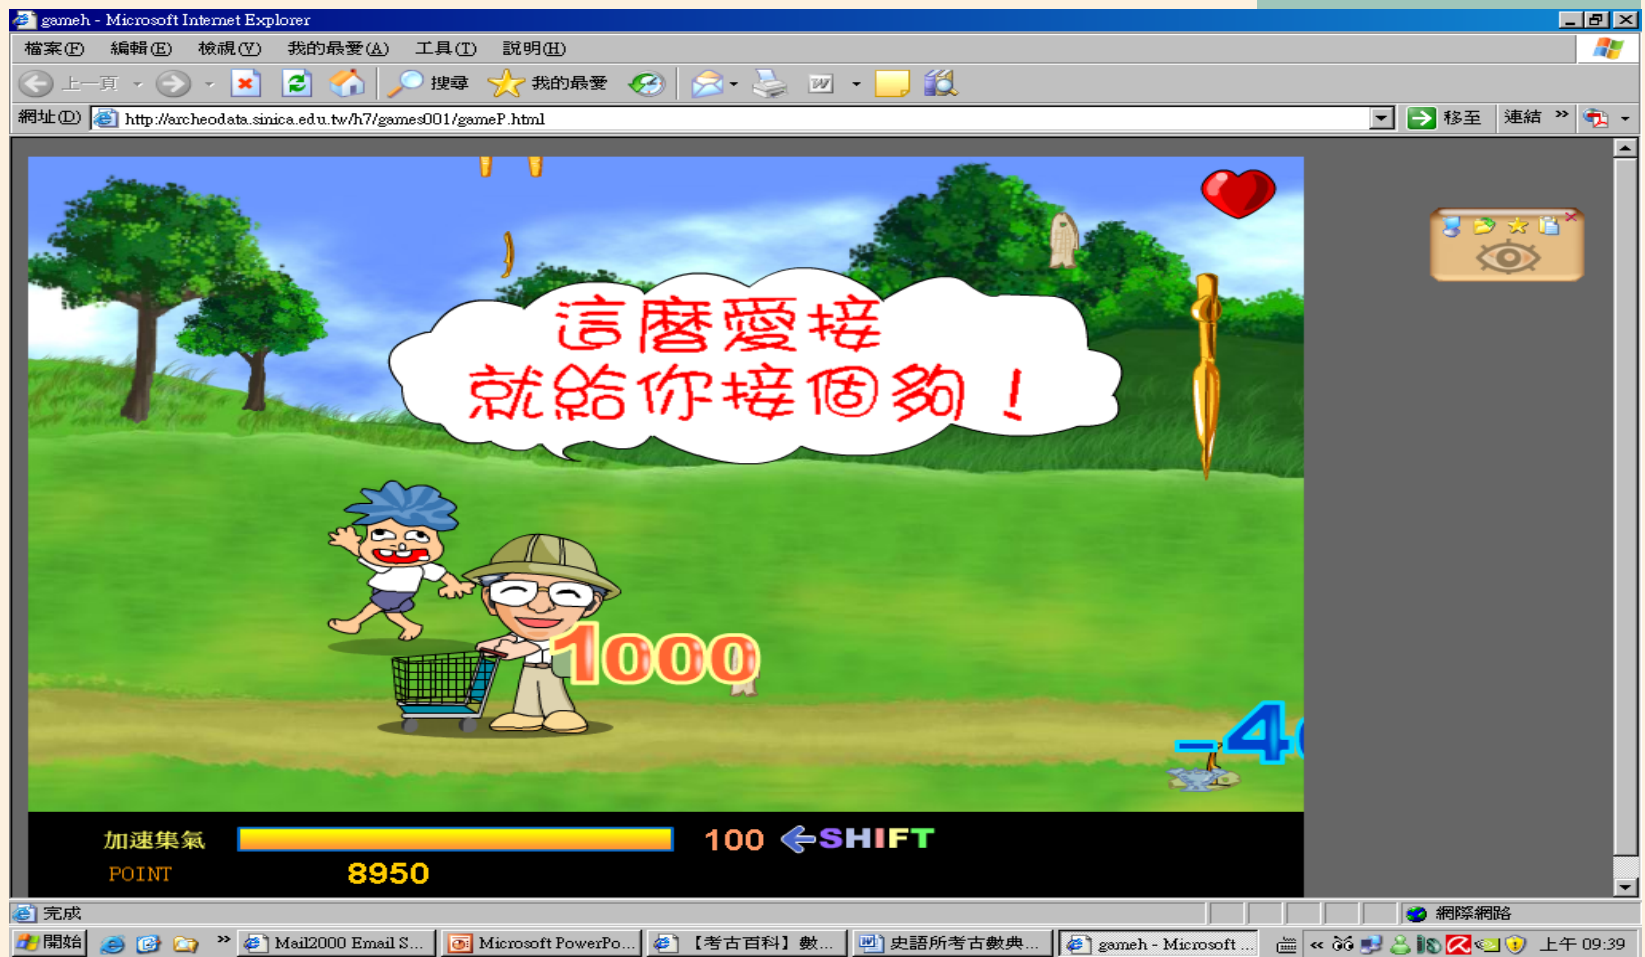 gameh - Microsoft Internet Explorer
檔案(F) 編輯(E) 檢視(V) 我的最愛(A) 工具(T) 說明(H)
上一頁 搜尋 我的最愛
網址(D) http://archeodata.sinica.edu.tw/h7/games001/gameP.html 移至 連結 »
這麼愛接
就給你接個夠!
1000
-4
加速集氣 100 SHIFT
POINT 8950
完成 網際網路
開始 » Mail2000 Email S... Microsoft PowerPo... 【考古百科】數... 史語所考古數典... gameh - Microsoft ... « 上午 09:39